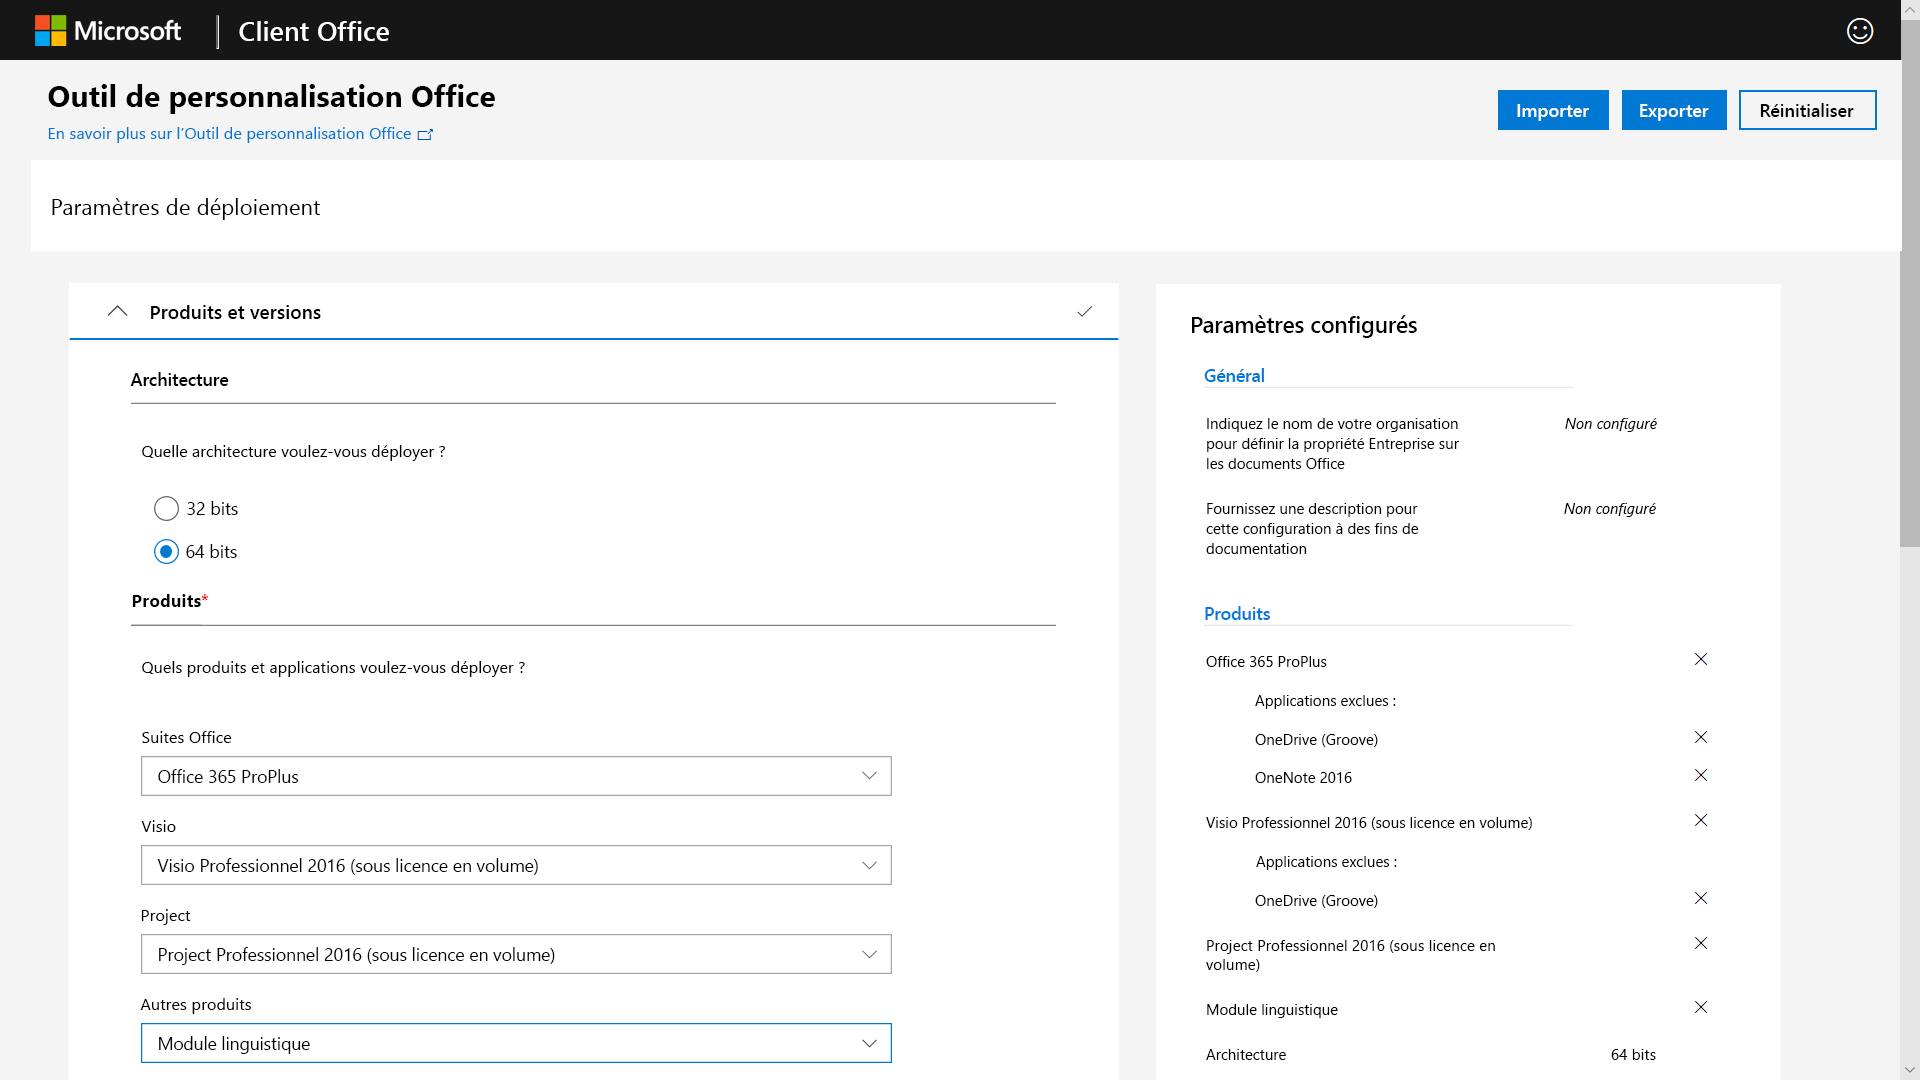 Microsoft
Client Office
Outil de personnalisation Office
En savoir plus sur l'Outil de personnalisation Office
Importer
Exporter
Réinitialiser
Paramètres de déploiement
Produits et versions
Architecture
Quelle architecture voulez-vous déployer ?
32 bits
64 bits
Produits*
Quels produits et applications voulez-vous déployer ?
Suites Office
Office 365 ProPlus
Visio
Visio Professionnel 2016 (sous licence en volume)
Project
Project Professionnel 2016 (sous licence en volume)
Autres produits
Module linguistique
Paramètres configurés
Général
Indiquez le nom de votre organisation
pour définir la propriété Entreprise sur
les documents Office
Non configuré
Fournissez une description pour
cette configuration à des fins de
documentation
Non configuré
Produits
Office 365 ProPlus
Applications exclues :
OneDrive (Groove)
OneNote 2016
Visio Professionnel 2016 (sous licence en volume)
Applications exclues :
OneDrive (Groove)
Project Professionnel 2016 (sous licence en
volume)
Module linguistique
Architecture
64 bits